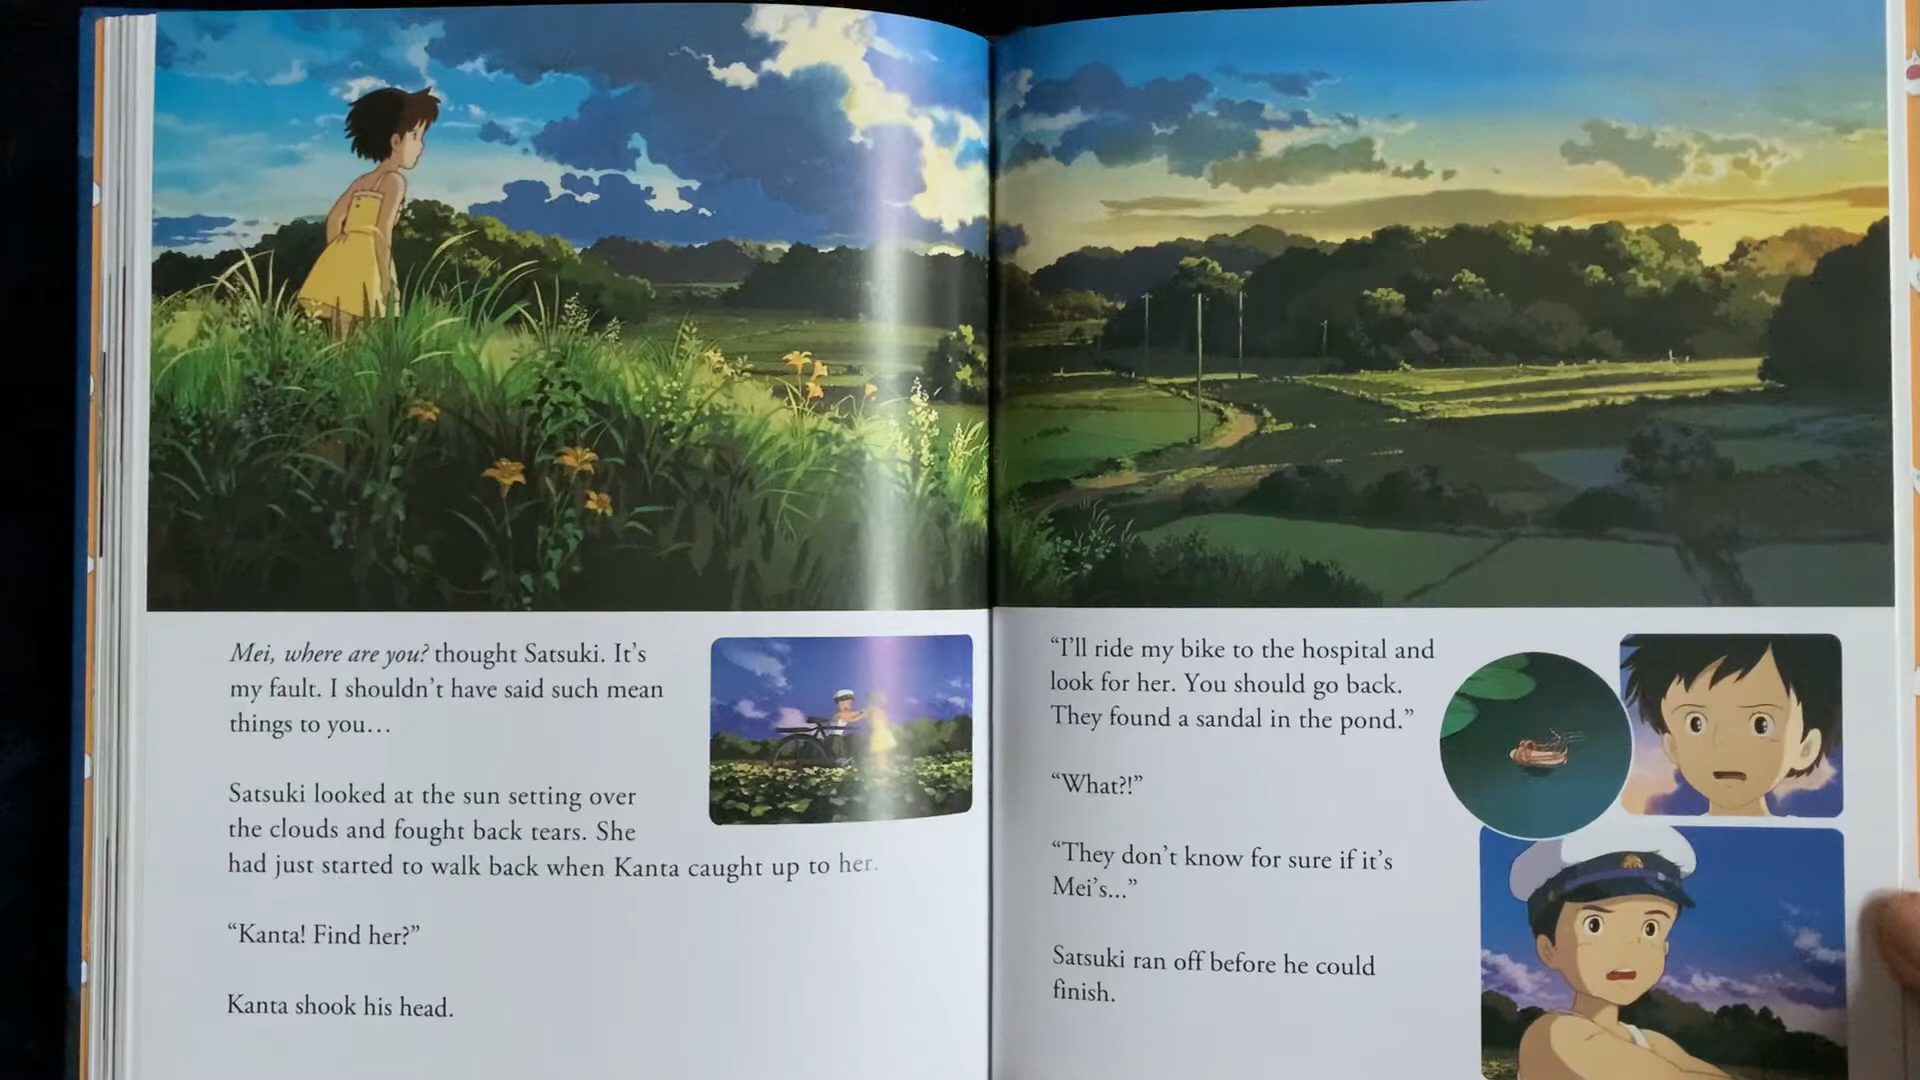 Mei, where are you? thought Satsuki. It’s
my fault. I shouldn’t have said such mean
things to you…
Satsuki looked at the sun setting over
the clouds and fought back tears. She
had just started to walk back when Kanta caught up to her.
“Kanta! Find her?”
Kanta shook his head.
“I’ll ride my bike to the hospital and
look for her. You should go back.
They found a sandal in the pond.”
“What?!”
“They don’t know for sure if it’s
Mei’s...”
Satsuki ran off before he could
finish.